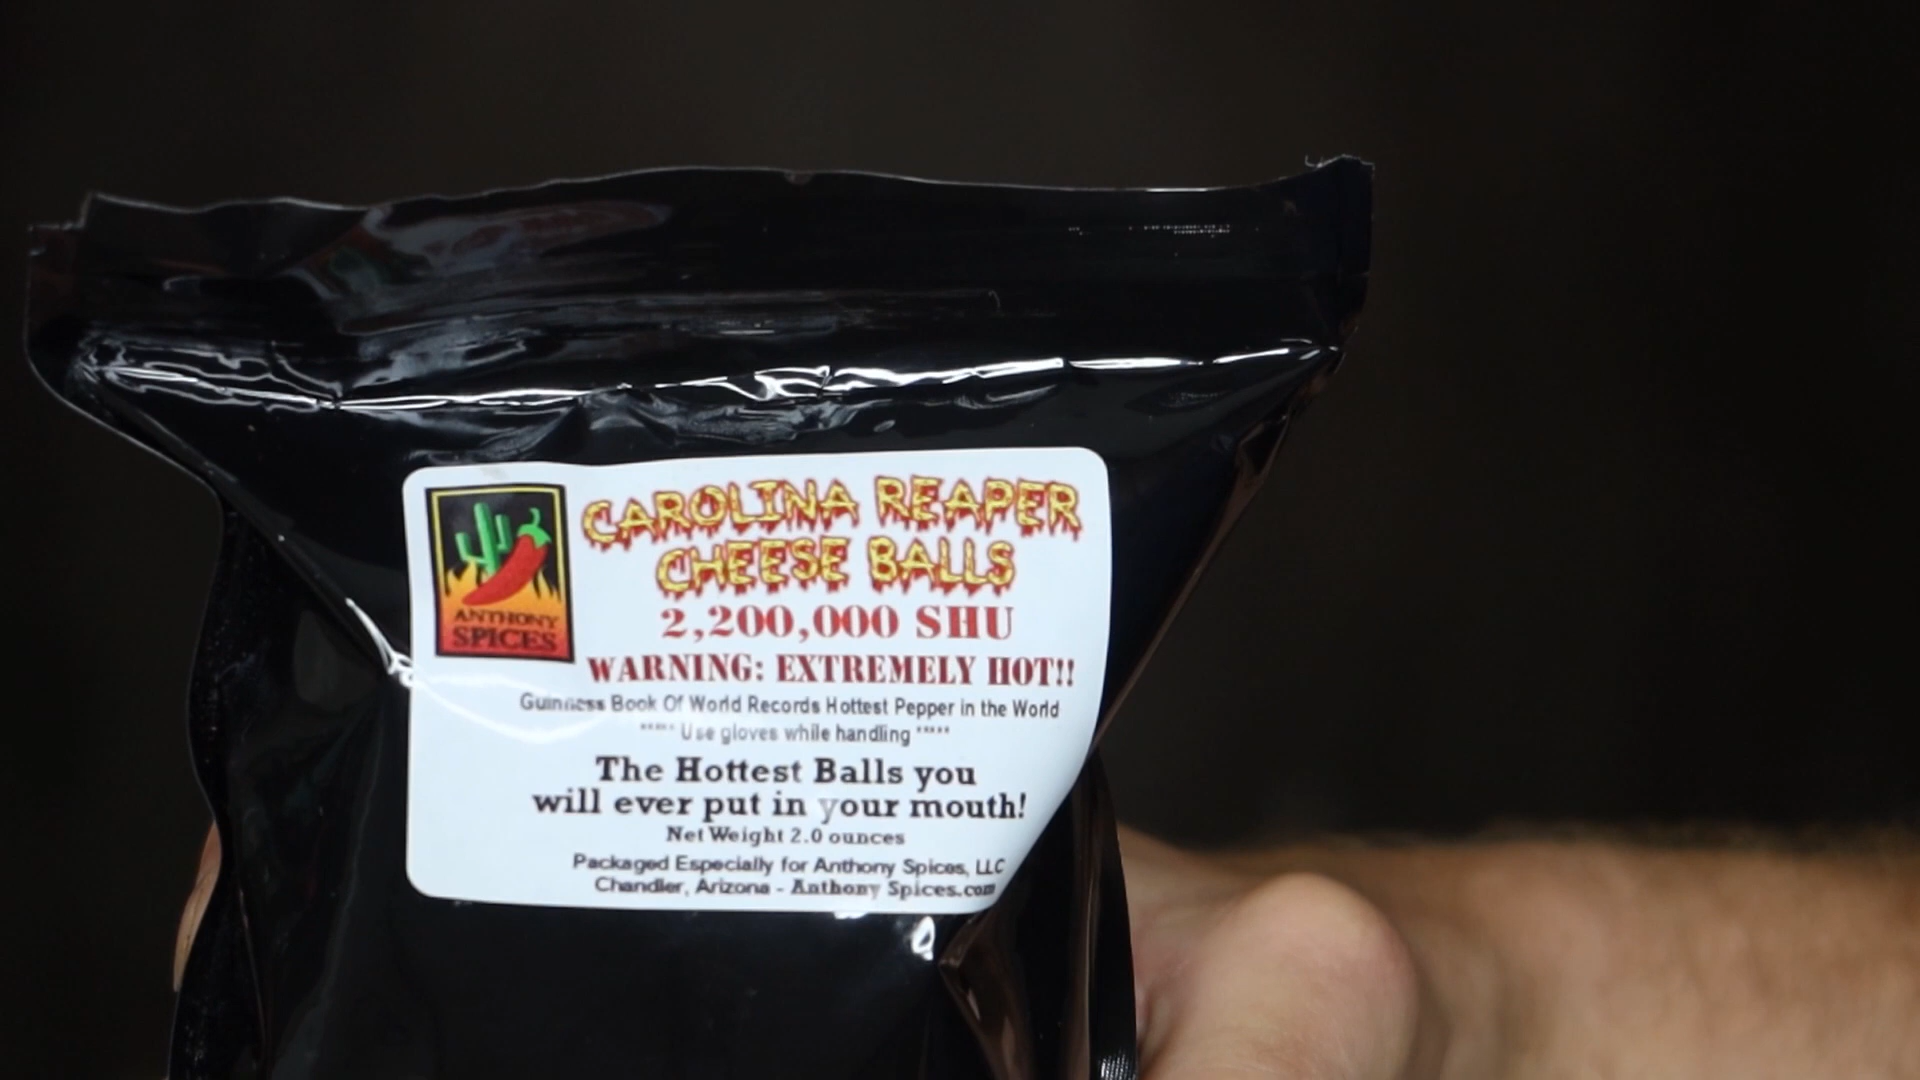 CAROLINA REAPER
CHEESE BALLS
ANTHONY
SPICES
2,200,000 SHU
WARNING: EXTREMELY HOT!!
Guinness Book Of World Records Hottest Pepper in the World
***** Use gloves while handling *****
The Hottest Balls you
will ever put in your mouth!
Net Weight 2.0 ounces
Packaged Especially for Anthony Spices, LLC
Chandler, Arizona - Anthony Spices.com